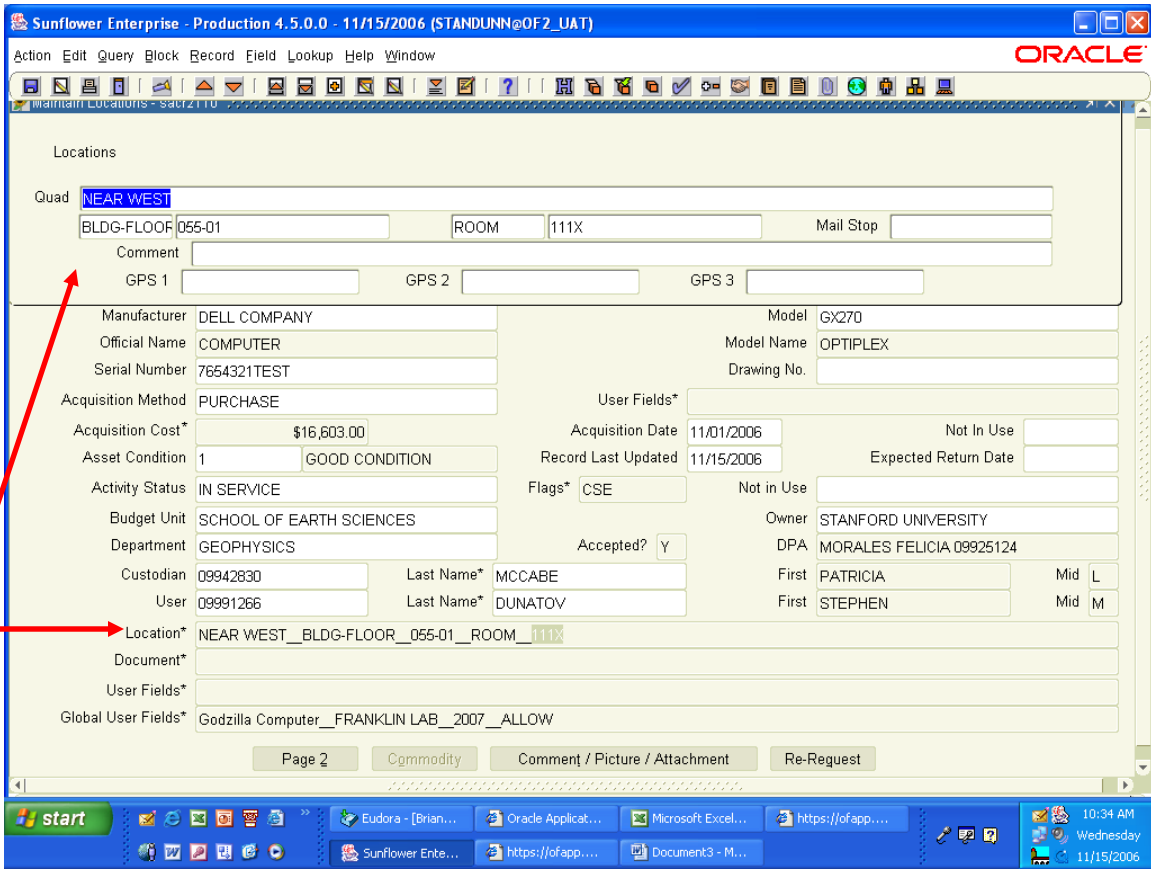 Sunflower Enterprise - Production 4.5.0.0 - 11/15/2006 (STANDUNN@OF2_UAT)
Action Edit Query Block Record Field Lookup Help Window
ORACLE
Maintain Locations - sacrz110
Locations
Quad NEAR WEST
BLDG-FLOOR 055-01 ROOM 111X Mail Stop
Comment
GPS 1 GPS 2 GPS 3
Manufacturer DELL COMPANY Model GX270
Official Name COMPUTER Model Name OPTIPLEX
Serial Number 7654321TEST Drawing No.
Acquisition Method PURCHASE User Fields*
Acquisition Cost* $16,603.00 Acquisition Date 11/01/2006 Not In Use
Asset Condition 1 GOOD CONDITION Record Last Updated 11/15/2006 Expected Return Date
Activity Status IN SERVICE Flags* CSE Not in Use
Budget Unit SCHOOL OF EARTH SCIENCES Owner STANFORD UNIVERSITY
Department GEOPHYSICS Accepted? Y DPA MORALES FELICIA 09925124
Custodian 09942830 Last Name* MCCABE First PATRICIA Mid L
User 09991266 Last Name* DUNATOV First STEPHEN Mid M
Location* NEAR WEST__BLDG-FLOOR__055-01__ROOM__111X
Document*
User Fields*
Global User Fields* Godzilla Computer__FRANKLIN LAB__2007__ALLOW
Page 2 Commodity Comment / Picture / Attachment Re-Request
start Eudora - [Brian... Oracle Applicat... Microsoft Excel... https://ofapp.... 10:34 AM
Wednesday
Sunflower Ente... https://ofapp.... Document3 - M... 11/15/2006